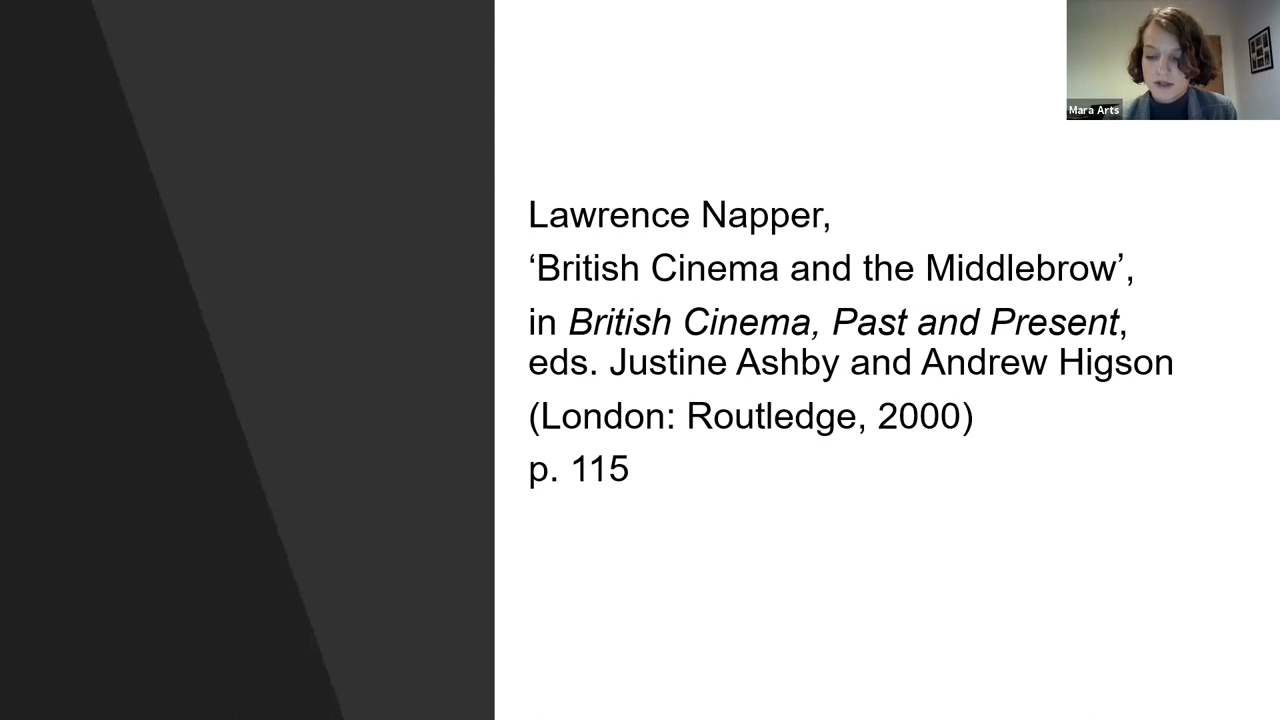 Mara Arts
Lawrence Napper,
‘British Cinema and the Middlebrow’,
in British Cinema, Past and Present,
eds. Justine Ashby and Andrew Higson
(London: Routledge, 2000)
p. 115